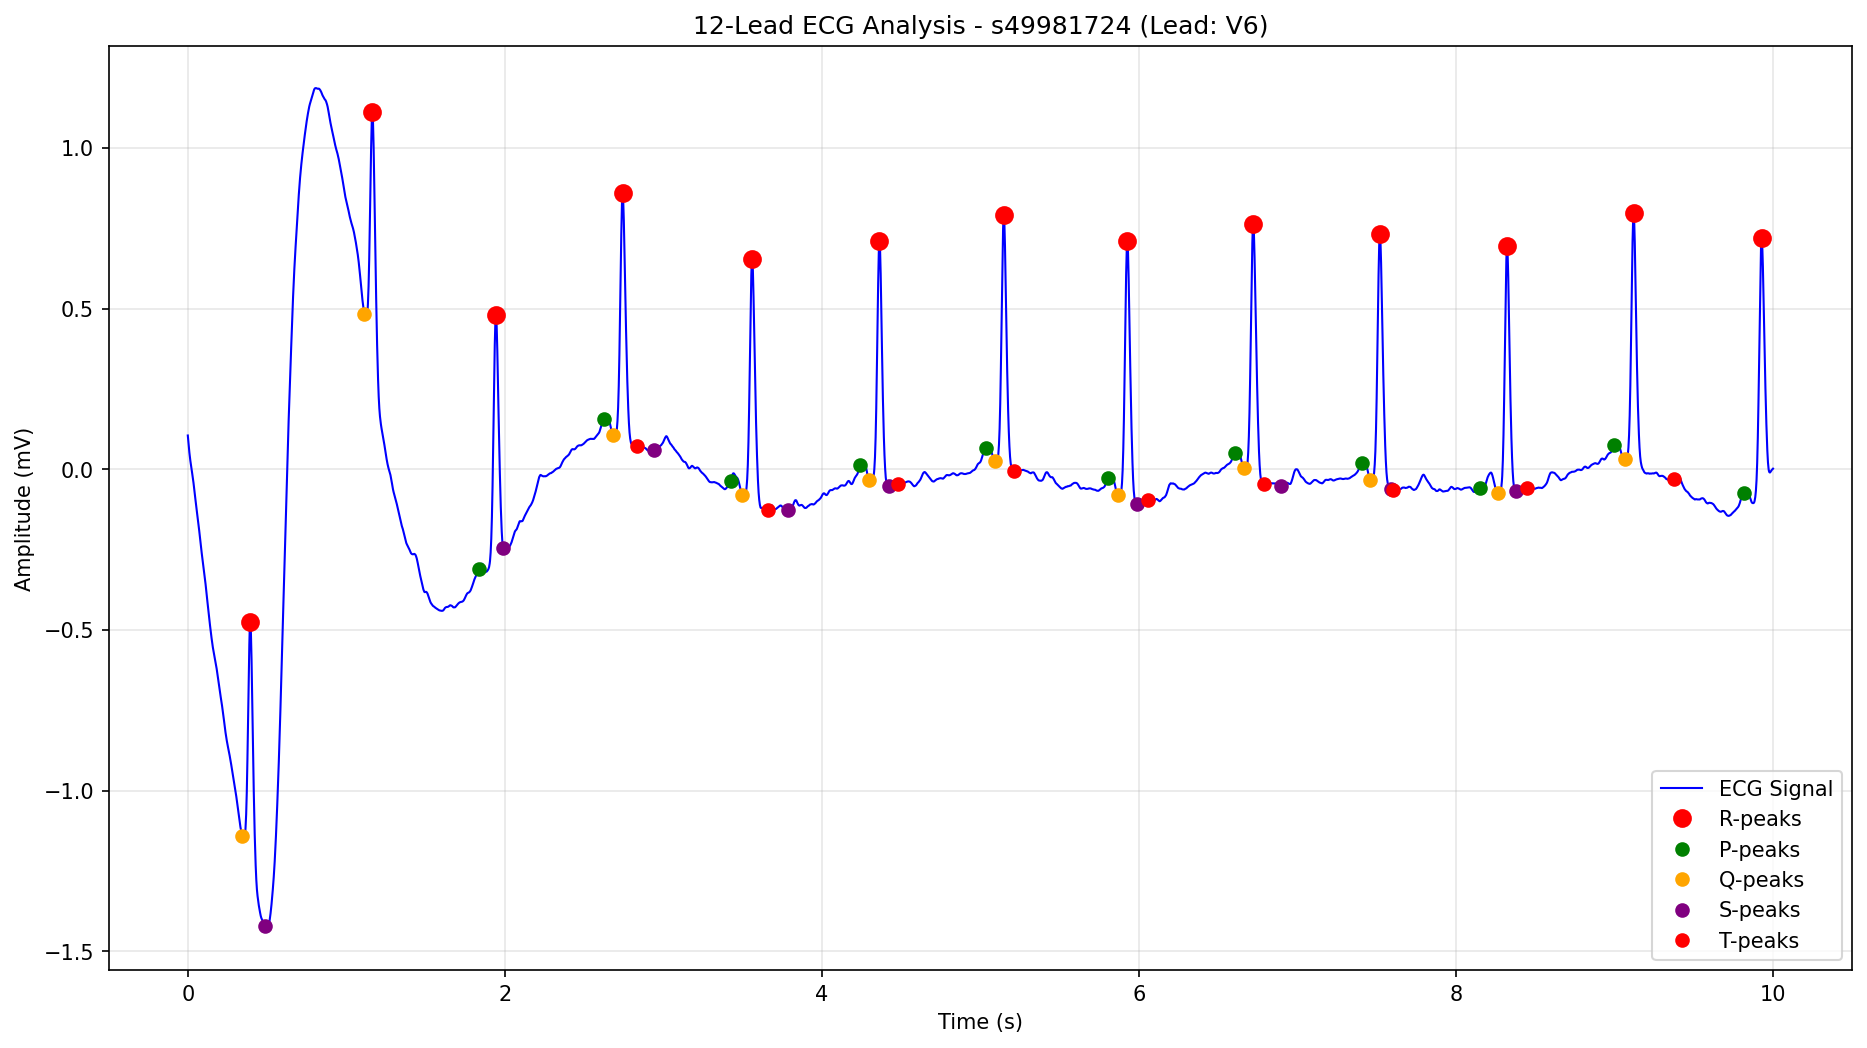 12-Lead ECG Analysis - s49981724 (Lead: V6)
Amplitude (mV)
1.0
0.5
0.0
−0.5
−1.0
−1.5
0
2
4
6
8
10
Time (s)
ECG Signal
R-peaks
P-peaks
Q-peaks
S-peaks
T-peaks